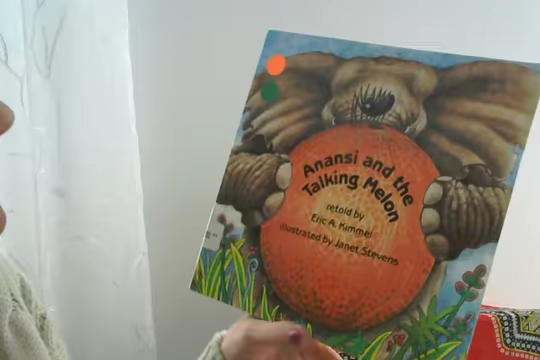 Anansi and the
Talking Melon
retold by
Eric A. Kimmel
illustrated by Janet Stevens